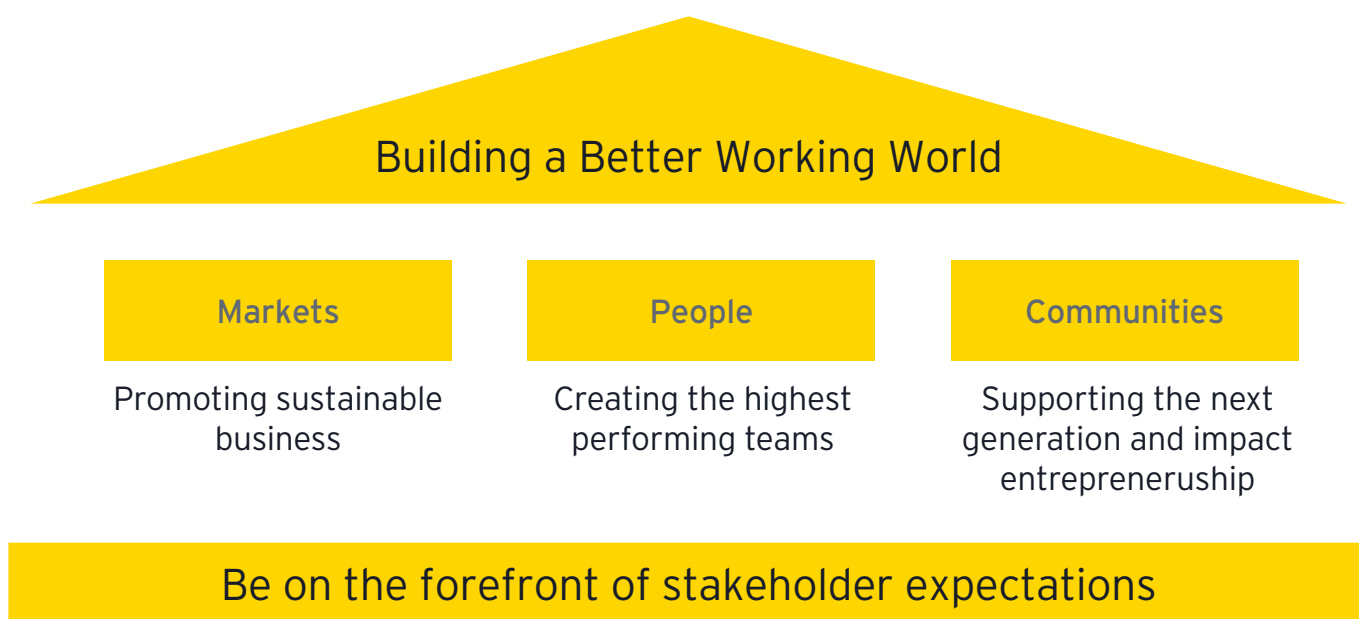 Building a Better Working World
Markets
People
Communities
Promoting sustainable
business
Creating the highest
performing teams
Supporting the next
generation and impact
entrepreneruship
Be on the forefront of stakeholder expectations